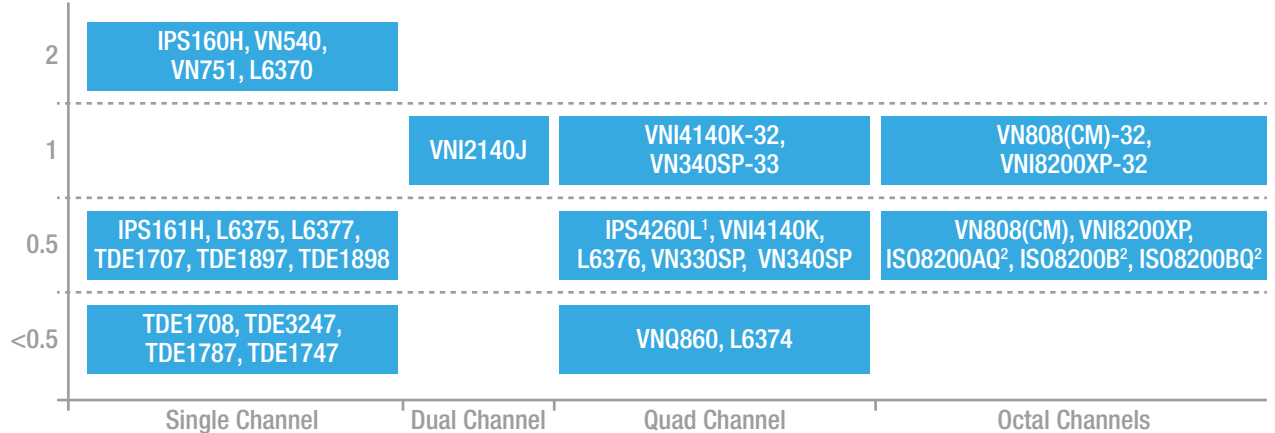 2
IPS160H, VN540,
VN751, L6370
1
VNI2140J
VNI4140K-32,
VN340SP-33
VN808(CM)-32,
VNI8200XP-32
0.5
IPS161H, L6375, L6377,
TDE1707, TDE1897, TDE1898
IPS4260L¹, VNI4140K,
L6376, VN330SP, VN340SP
VN808(CM), VNI8200XP,
ISO8200AQ², ISO8200B², ISO8200BQ²
<0.5
TDE1708, TDE3247,
TDE1787, TDE1747
VNQ860, L6374
Single Channel
Dual Channel
Quad Channel
Octal Channels